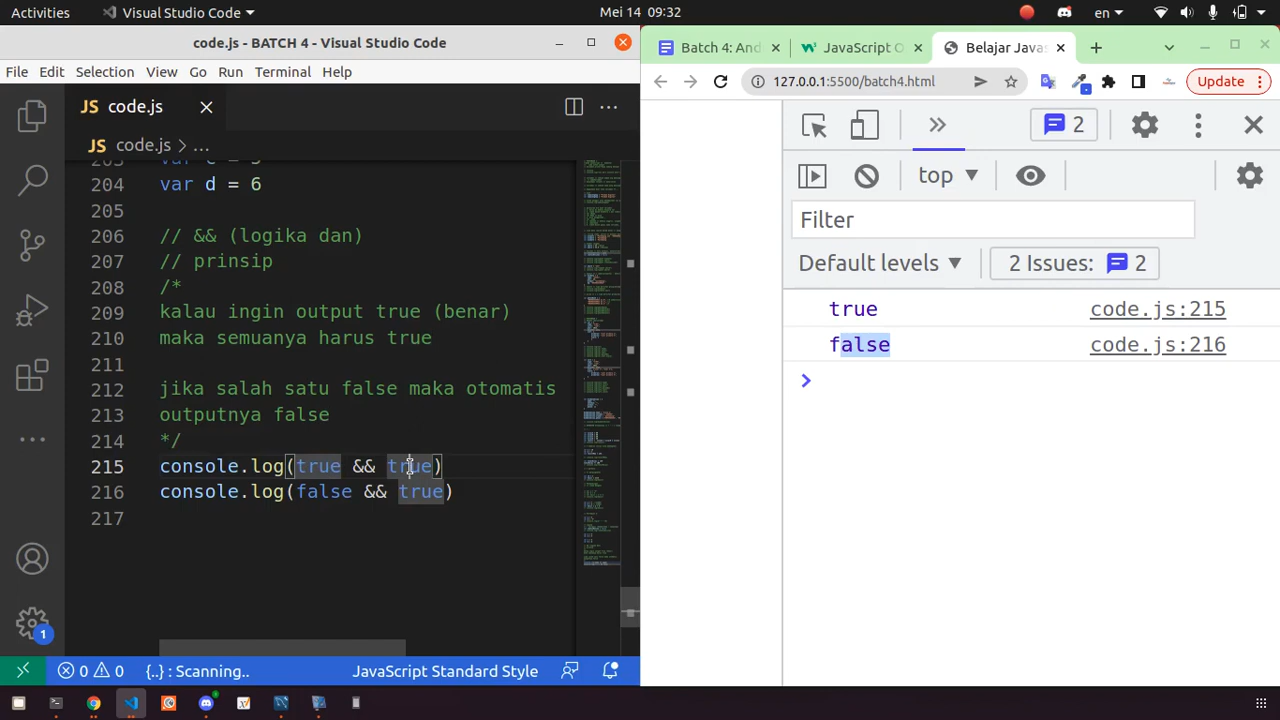 Activities
Visual Studio Code
Mei 14 09:32
en
code.js - BATCH 4 - Visual Studio Code
File Edit Selection View Go Run Terminal Help
JS code.js
JS code.js > ...
204 var d = 6
205
206 // && (logika dan)
207 // prinsip
208 /*
209 kalau ingin output true (benar)
210 maka semuanya harus true
211
212 jika salah satu false maka otomatis
213 outputnya false
214 */
215 console.log(true && true)
216 console.log(false && true)
217
1
0 0 {..} : Scanning.. JavaScript Standard Style
Batch 4: And
JavaScript O
Belajar Javas
127.0.0.1:5500/batch4.html
Update
2
top
Filter
Default levels
2 Issues: 2
true code.js:215
false code.js:216